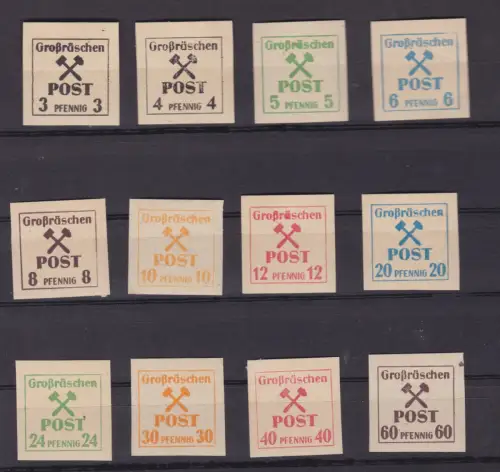 Großräschen
POST
3 PFENNIG 3
Großräschen
POST
4 PFENNIG 4
Großräschen
POST
5 PFENNIG 5
Großräschen
POST
6 PFENNIG 6
Großräschen
POST
8 PFENNIG 8
Großräschen
POST
10 PFENNIG 10
Großräschen
POST
12 PFENNIG 12
Großräschen
POST
20 PFENNIG 20
Großräschen
POST
24 PFENNIG 24
Großräschen
POST
30 PFENNIG 30
Großräschen
POST
40 PFENNIG 40
Großräschen
POST
60 PFENNIG 60